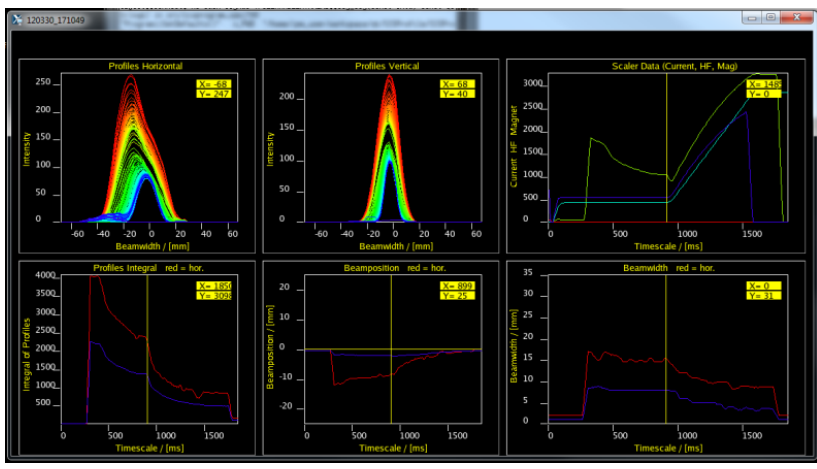 120330_171049
Profiles Horizontal
X= -68
Y= 247
250
200
150
100
50
0
Intensity
-60 -40 -20 0 20 40 60
Beamwidth / [mm]
Profiles Vertical
X= 68
Y= 40
200
150
100
50
0
Intensity
-60 -40 -20 0 20 40 60
Beamwidth / [mm]
Scaler Data (Current, HF, Mag)
X= 148
Y= 0
3000
2500
2000
1500
1000
500
0
Current HF Magnet
0 500 1000 1500
Timescale / [ms]
Profiles Integral red = hor.
X= 185
Y= 309
4000
3500
3000
2500
2000
1500
1000
500
Integral of Profiles
0 500 1000 1500
Timescale / [ms]
Beamposition red = hor.
X= 899
Y= 25
20
10
0
-10
-20
Beamposition / [mm]
0 500 1000 1500
Timescale / [ms]
Beamwidth red = hor.
X= 0
Y= 31
35
30
25
20
15
10
5
0
Beamwidth / [mm]
0 500 1000 1500
Timescale / [ms]